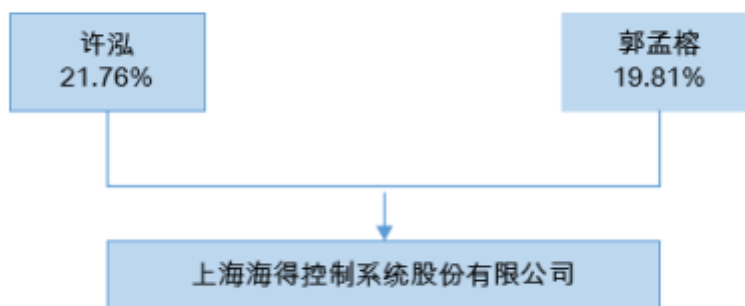 许泓
21.76%
郭孟榕
19.81%
上海海得控制系统股份有限公司